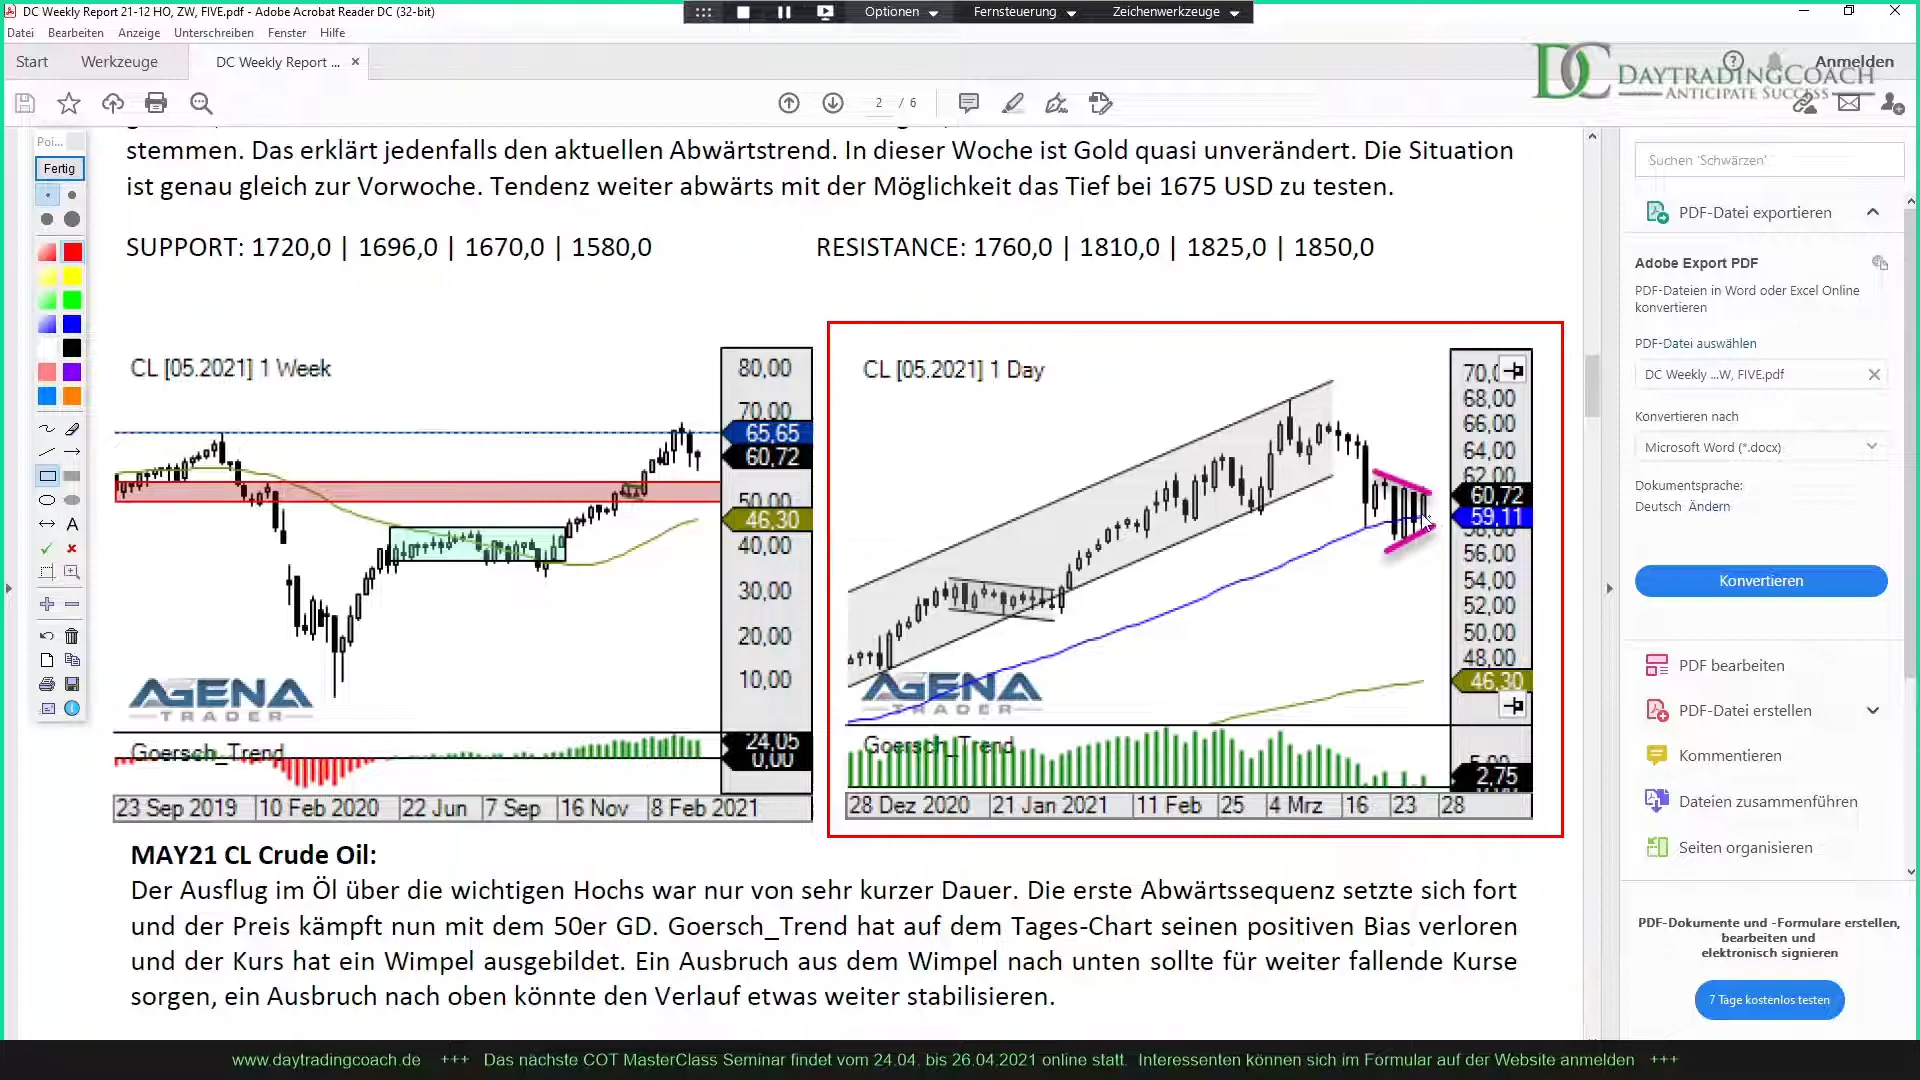 DC Weekly Report 21-12 HO, ZW, FIVE.pdf - Adobe Acrobat Reader DC (32-bit)
Optionen
Fernsteuerung
Zeichenwerkzeuge
Datei Bearbeiten Anzeige Unterschreiben Fenster Hilfe
Start
Werkzeuge
DC Weekly Report ...
Anmelden
DC DAYTRADINGCOACH
ANTICIPATE SUCCESS
2 / 6
Poi...
Fertig
stemmen. Das erklärt jedenfalls den aktuellen Abwärtstrend. In dieser Woche ist Gold quasi unverändert. Die Situation
ist genau gleich zur Vorwoche. Tendenz weiter abwärts mit der Möglichkeit das Tief bei 1675 USD zu testen.
SUPPORT: 1720,0 | 1696,0 | 1670,0 | 1580,0
RESISTANCE: 1760,0 | 1810,0 | 1825,0 | 1850,0
CL [05.2021] 1 Week
80,00
70,00
65,65
60,72
50,00
46,30
40,00
30,00
20,00
10,00
AGENA
TRADER
Goersch_Trend
24,05
0,00
23 Sep 2019
10 Feb 2020
22 Jun
7 Sep
16 Nov
8 Feb 2021
CL [05.2021] 1 Day
68,00
66,00
64,00
62,00
60,72
59,11
58,00
56,00
54,00
52,00
50,00
48,00
46,30
AGENA
TRADER
Goersch_Trend
5,00
2,75
28 Dez 2020
21 Jan 2021
11 Feb
25
4 Mrz
16
23
28
MAY21 CL Crude Oil:
Der Ausflug im Öl über die wichtigen Hochs war nur von sehr kurzer Dauer. Die erste Abwärtssequenz setzte sich fort
und der Preis kämpft nun mit dem 50er GD. Goersch_Trend hat auf dem Tages-Chart seinen positiven Bias verloren
und der Kurs hat ein Wimpel ausgebildet. Ein Ausbruch aus dem Wimpel nach unten sollte für weiter fallende Kurse
sorgen, ein Ausbruch nach oben könnte den Verlauf etwas weiter stabilisieren.
Suchen 'Schwärzen'
PDF-Datei exportieren
Adobe Export PDF
PDF-Dateien in Word oder Excel Online
konvertieren
PDF-Datei auswählen
DC Weekly ...W, FIVE.pdf
Konvertieren nach
Microsoft Word (*.docx)
Dokumentsprache:
Deutsch Ändern
Konvertieren
PDF bearbeiten
PDF-Datei erstellen
Kommentieren
Dateien zusammenführen
Seiten organisieren
PDF-Dokumente und -Formulare erstellen,
bearbeiten und
elektronisch signieren
7 Tage kostenlos testen
www.daytradingcoach.de +++ Das nächste COT MasterClass Seminar findet vom 24.04. bis 26.04.2021 online statt. Interessenten können sich im Formular auf der Website anmelden +++